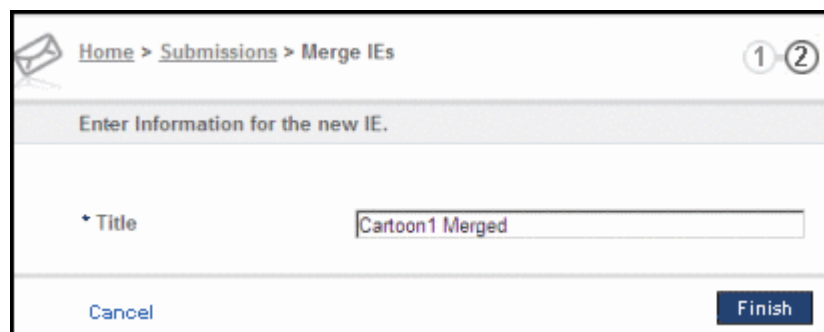 Home > Submissions > Merge IEs
1 2
Enter Information for the new IE.
* Title Cartoon1 Merged
Cancel Finish